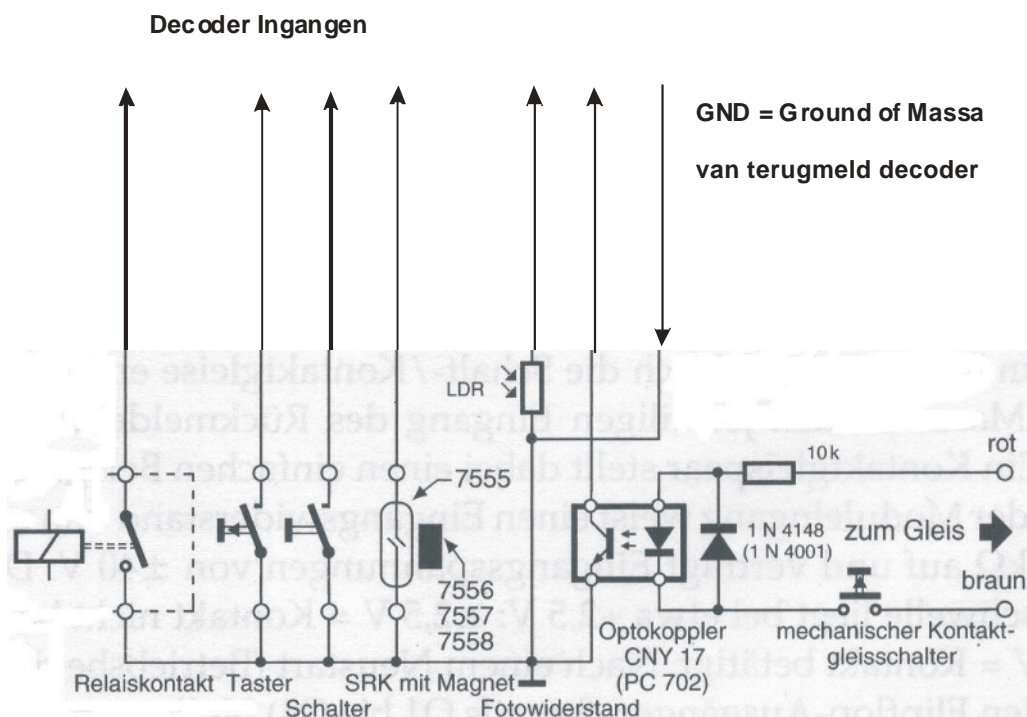 Decoder Ingangen
GND = Ground of Massa
van terugmeld decoder
LDR
10k
rot
7555
1 N 4148
(1 N 4001)
zum Gleis
7556
7557
7558
braun
Optokoppler
CNY 17
(PC 702)
mechanischer Kontakt-
gleisschalter
Relaiskontakt Taster
SRK mit Magnet
Schalter
Fotowiderstand